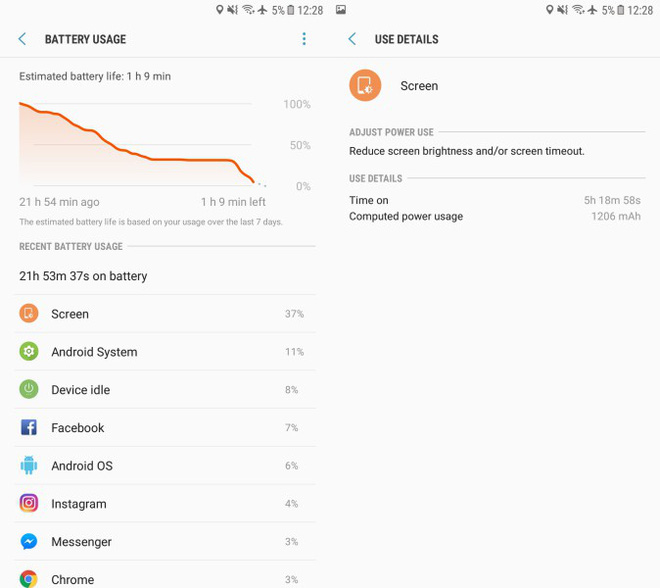 5% 12:28
BATTERY USAGE
Estimated battery life: 1 h 9 min
100%
50%
0%
21 h 54 min ago 1 h 9 min left
The estimated battery life is based on your usage over the last 7 days.
RECENT BATTERY USAGE
21h 53m 37s on battery
Screen 37%
Android System 11%
Device idle 8%
Facebook 7%
Android OS 6%
Instagram 4%
Messenger 3%
Chrome 3%
5% 12:28
USE DETAILS
Screen
ADJUST POWER USE
Reduce screen brightness and/or screen timeout.
USE DETAILS
Time on 5h 18m 58s
Computed power usage 1206 mAh